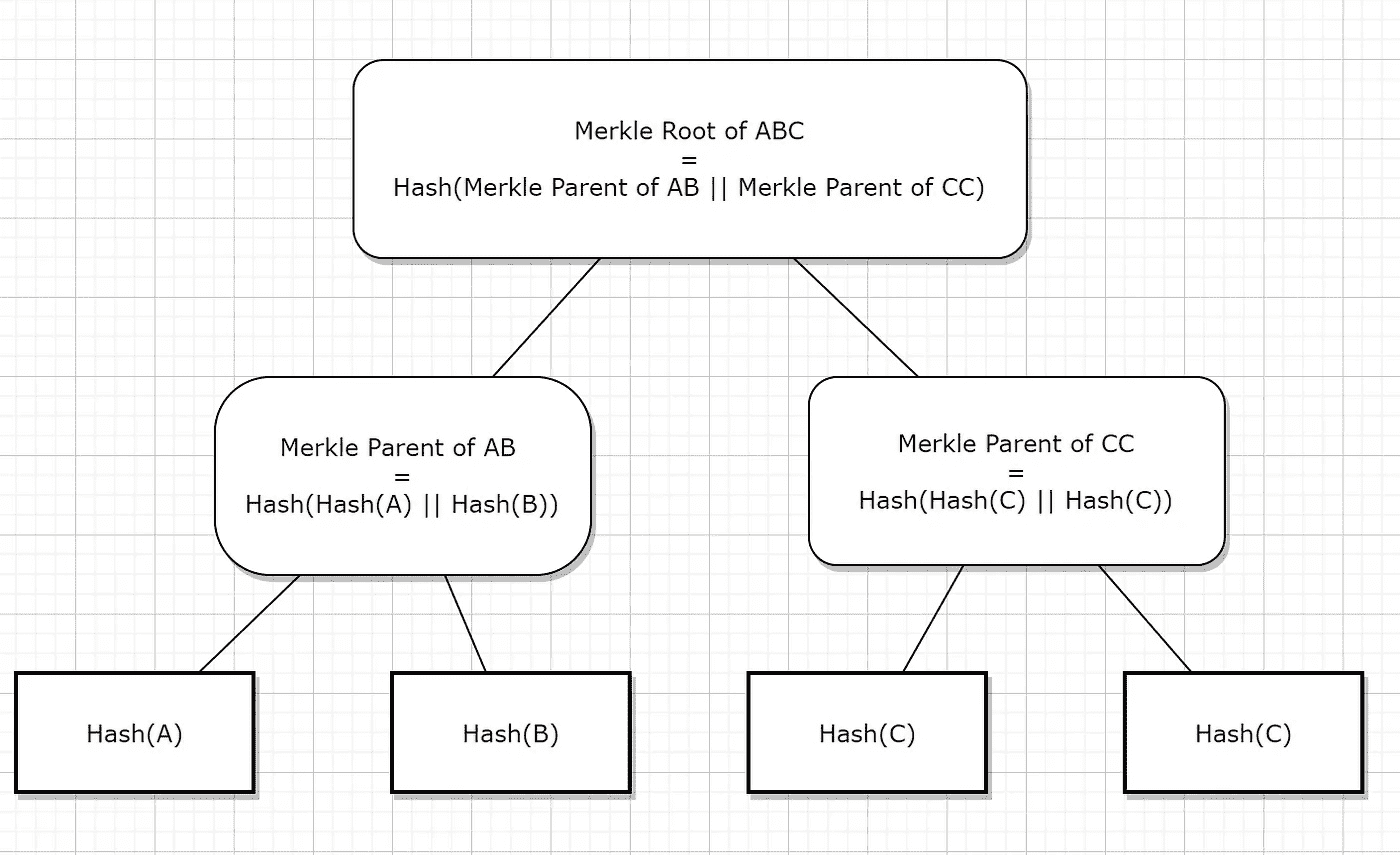 Merkle Root of ABC
=
Hash(Merkle Parent of AB || Merkle Parent of CC)
Merkle Parent of AB
=
Hash(Hash(A) || Hash(B))
Merkle Parent of CC
=
Hash(Hash(C) || Hash(C))
Hash(A)
Hash(B)
Hash(C)
Hash(C)